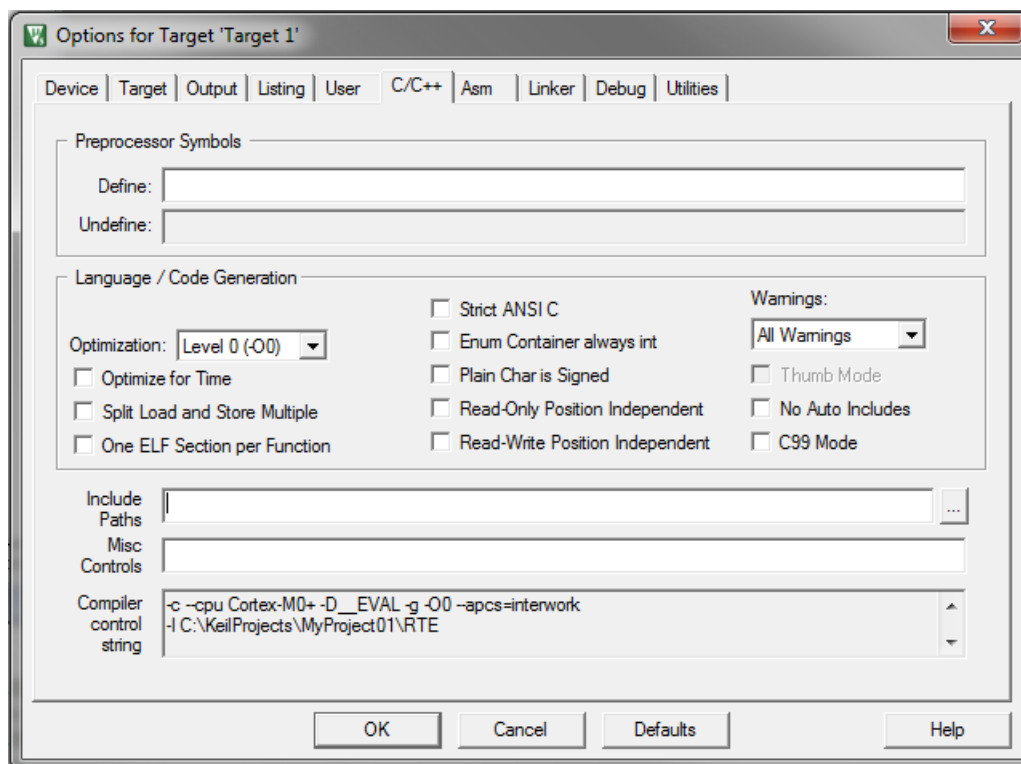 Options for Target 'Target 1'
Device Target Output Listing User C/C++ Asm Linker Debug Utilities
Preprocessor Symbols
Define:
Undefine:
Language / Code Generation
Optimization: Level 0 (-O0)
Optimize for Time
Split Load and Store Multiple
One ELF Section per Function
Strict ANSI C
Enum Container always int
Plain Char is Signed
Read-Only Position Independent
Read-Write Position Independent
Warnings:
All Warnings
Thumb Mode
No Auto Includes
C99 Mode
Include
Paths
...
Misc
Controls
Compiler
control
string
-c --cpu Cortex-M0+ -D__EVAL -g -O0 --apcs=interwork
-I C:\KeilProjects\MyProject01\RTE
OK Cancel Defaults Help